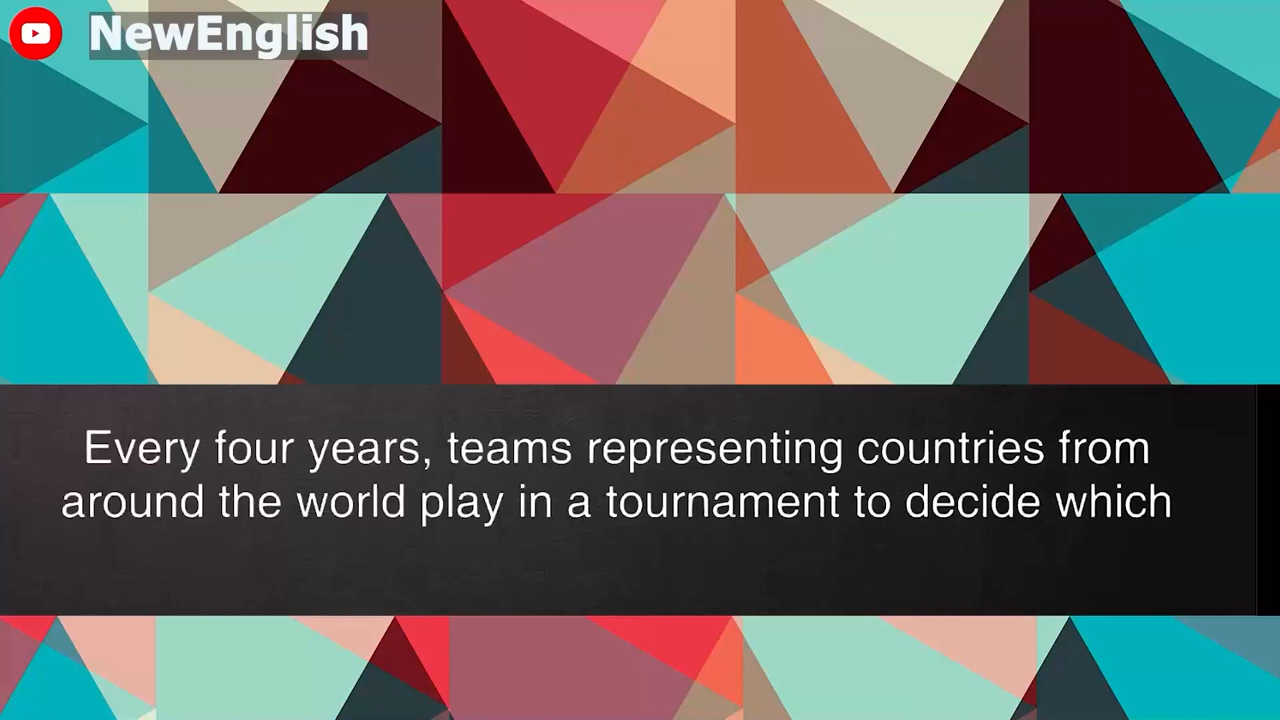 NewEnglish
Every four years, teams representing countries from
around the world play in a tournament to decide which